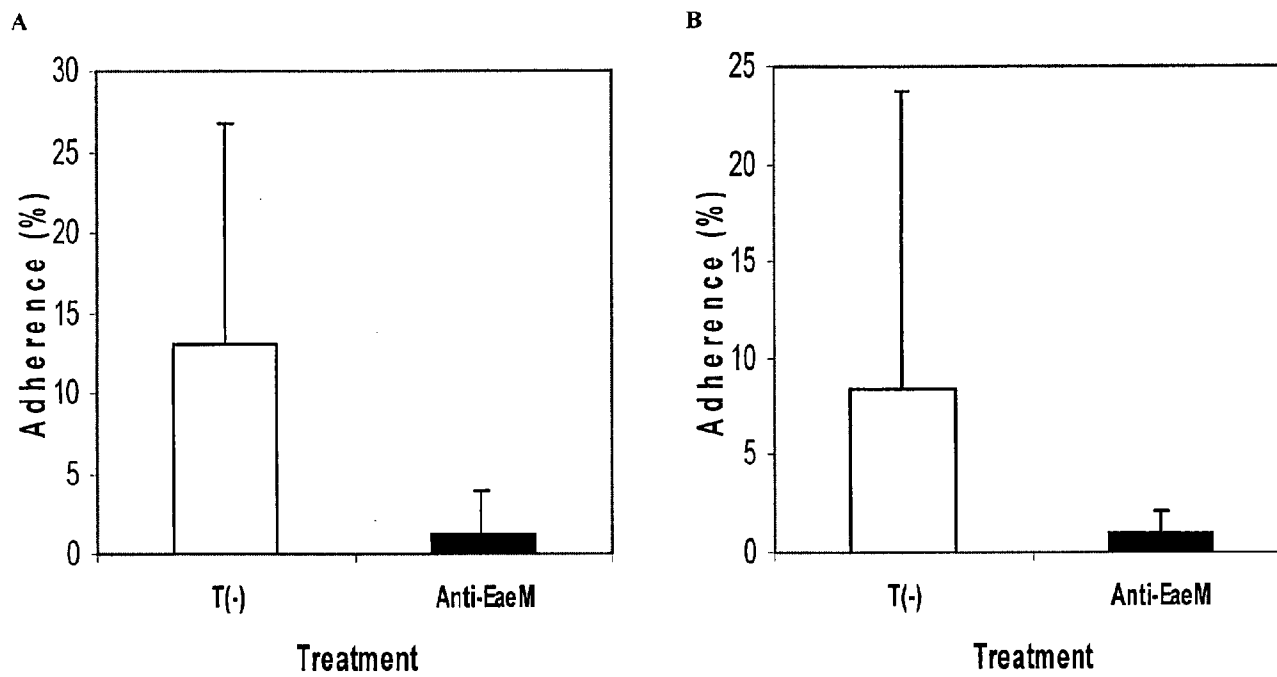 A
30
25
20
15
10
5
0
Adherence (%)
T(-)
Anti-EaeM
Treatment
B
25
20
15
10
5
0
Adherence (%)
T(-)
Anti-EaeM
Treatment